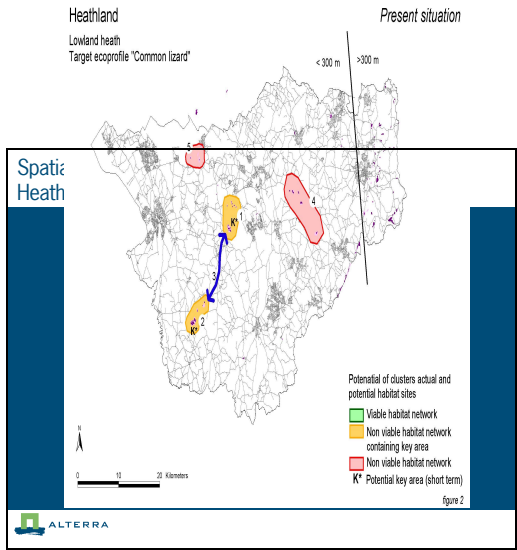 Heathland
Present situation
Lowland heath
Target ecoprofile "Common lizard"
< 300 m
>300 m
5
Spatia
Heath
4
1
K*
3
2
K*
Potenatial of clusters actual and
potential habitat sites
Viable habitat network
Non viable habitat network
containing key area
Non viable habitat network
K* Potential key area (short term)
N
0 10 20 Kilometers
figure 2
ALTERRA